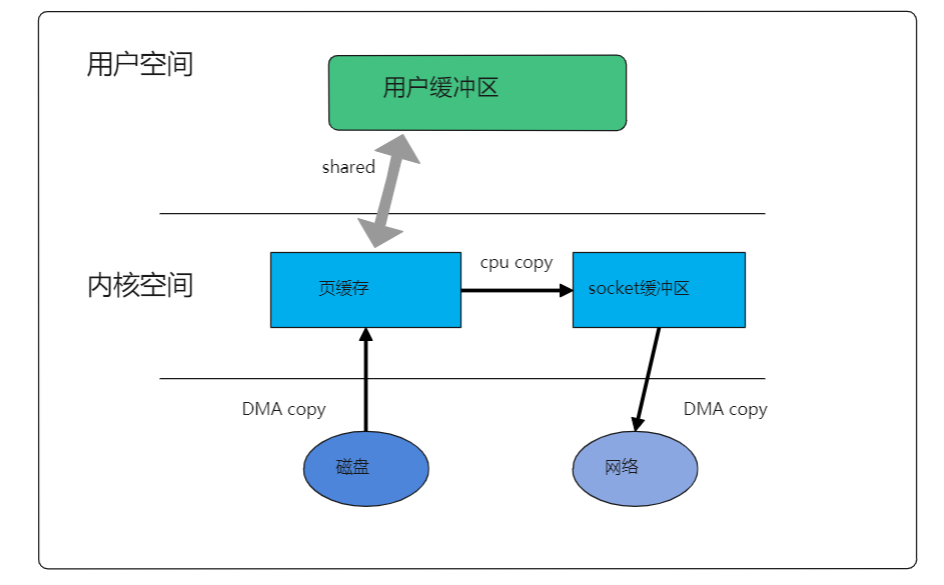 用户空间
用户缓冲区
shared
内核空间
页缓存
cpu copy
socket缓冲区
DMA copy
DMA copy
磁盘
网络